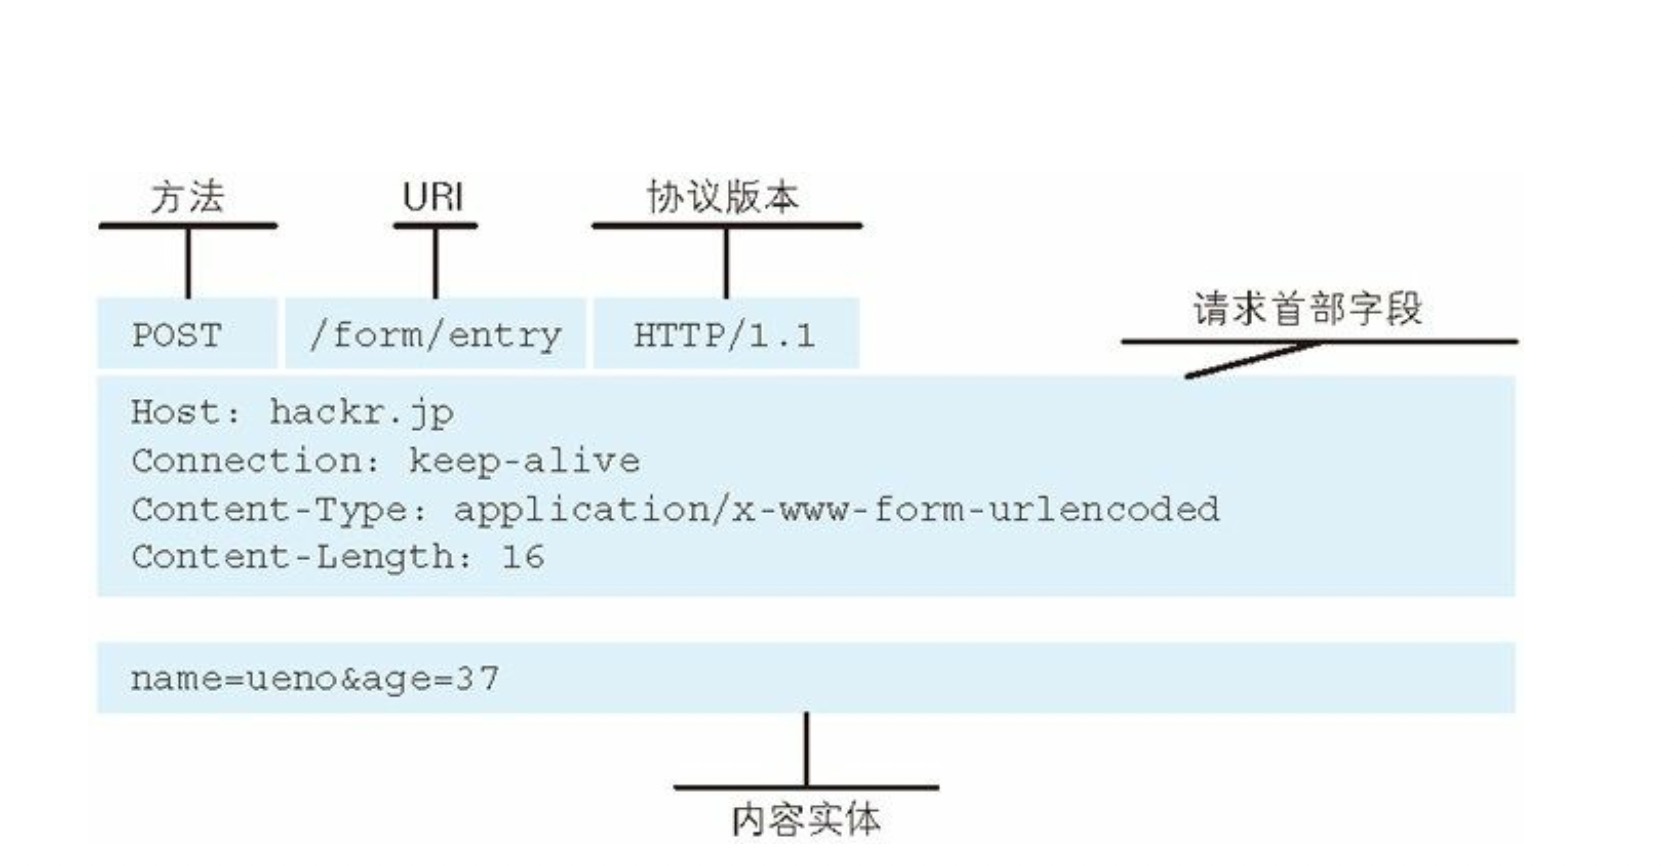 方法 URI 协议版本
请求首部字段
POST /form/entry HTTP/1.1
Host: hackr.jp
Connection: keep-alive
Content-Type: application/x-www-form-urlencoded
Content-Length: 16
name=ueno&age=37
内容实体